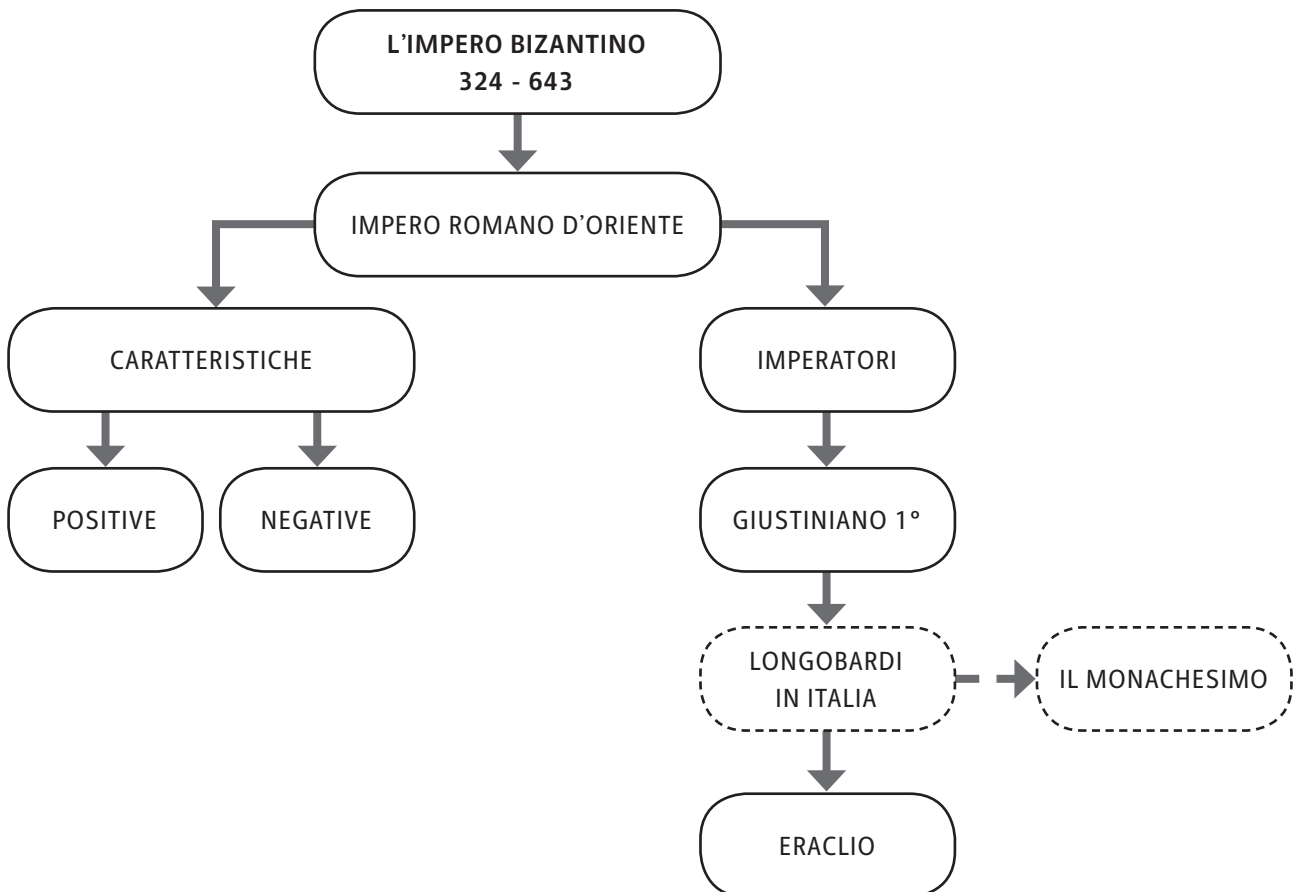 L’IMPERO BIZANTINO
324 - 643
IMPERO ROMANO D’ORIENTE
CARATTERISTICHE
IMPERATORI
POSITIVE
NEGATIVE
GIUSTINIANO 1°
LONGOBARDI
IN ITALIA
IL MONACHESIMO
ERACLIO